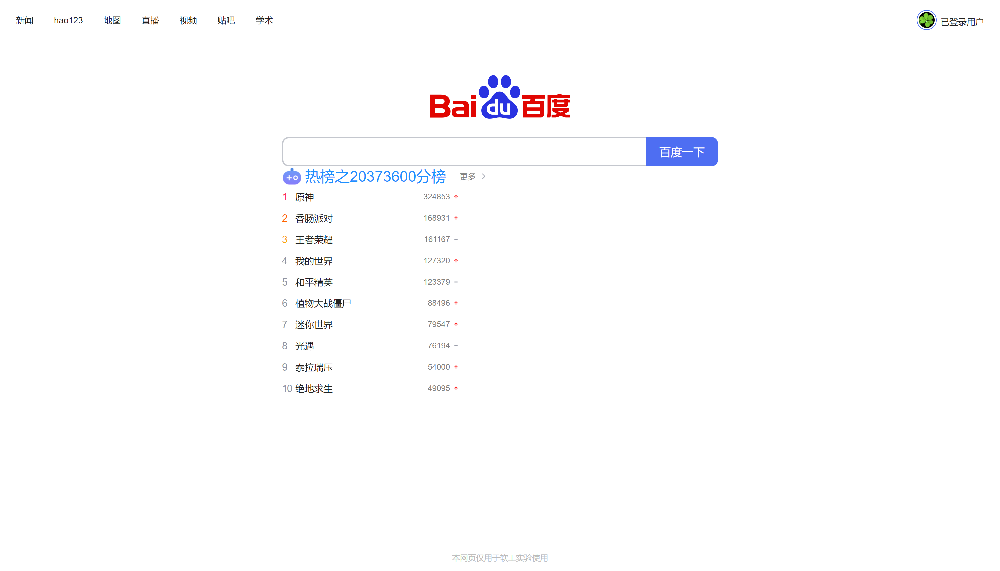 新闻 hao123 地图 直播 视频 贴吧 学术 已登录用户
Bai du 百度
百度一下
热榜之20373600分榜 更多 >
1 原神 324853 ↑
2 香肠派对 168931 ↑
3 王者荣耀 161167 -
4 我的世界 127320 ↑
5 和平精英 123379 -
6 植物大战僵尸 88496 ↑
7 迷你世界 79547 ↑
8 光遇 76194 -
9 泰拉瑞压 54000 ↑
10 绝地求生 49095 ↑
本网页仅用于软工实验使用